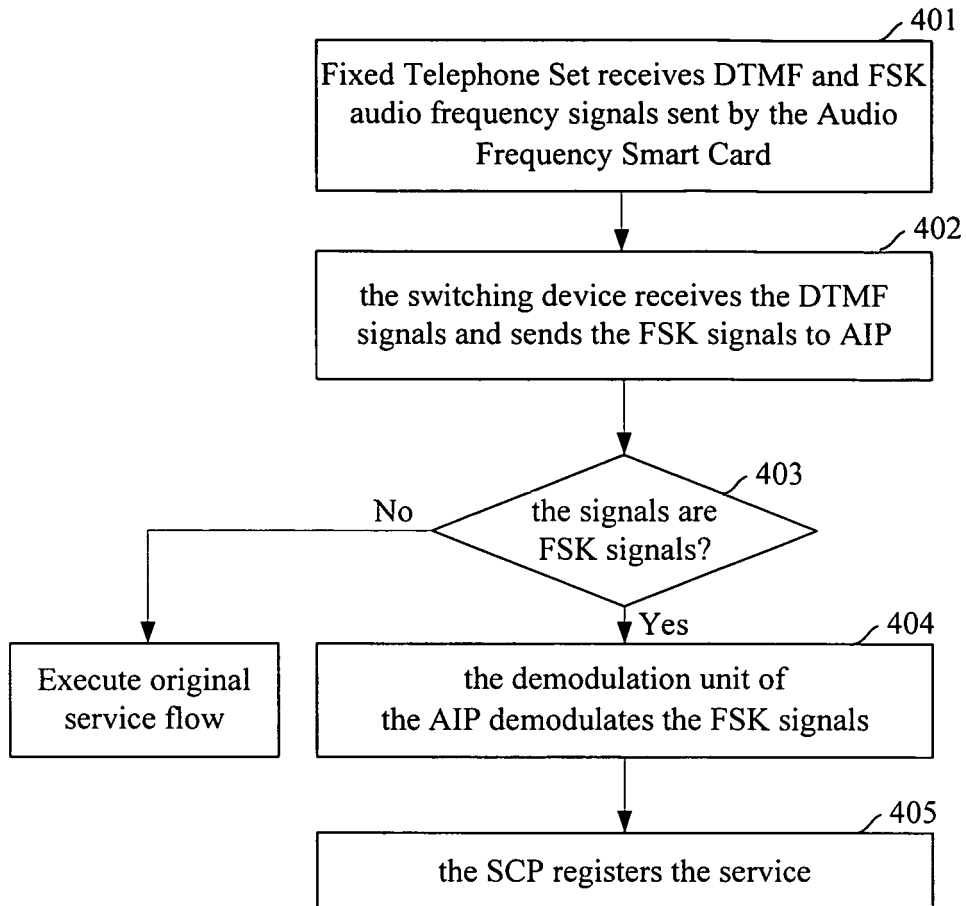 401
Fixed Telephone Set receives DTMF and FSK
audio frequency signals sent by the Audio
Frequency Smart Card
402
the switching device receives the DTMF
signals and sends the FSK signals to AIP
403
No
the signals are
FSK signals?
Yes
404
Execute original
service flow
the demodulation unit of
the AIP demodulates the FSK signals
405
the SCP registers the service